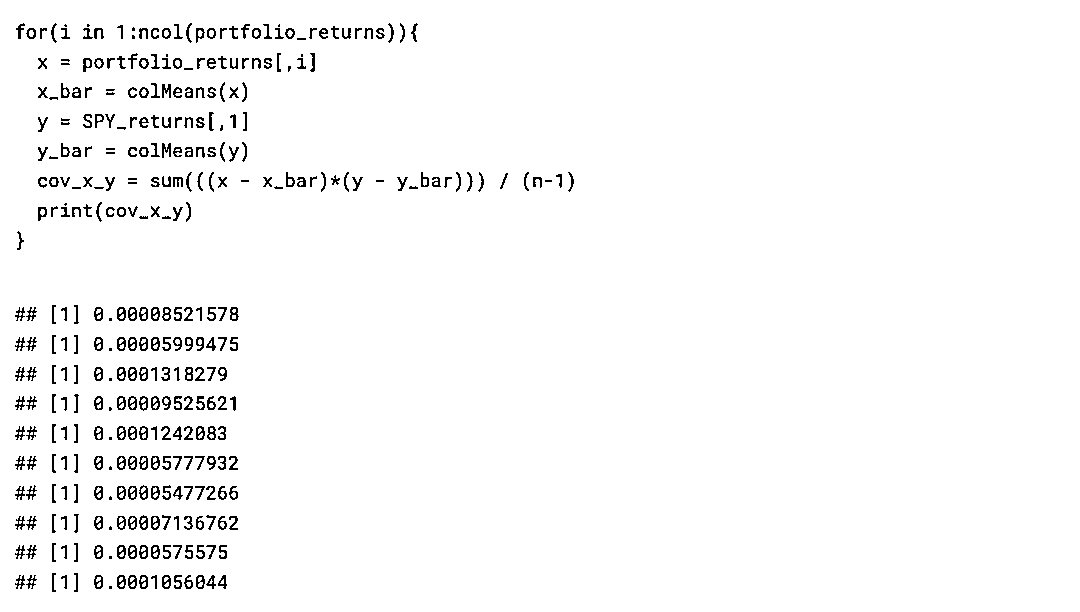 for(i in 1:ncol(portfolio_returns)){
  x = portfolio_returns[,i]
  x_bar = colMeans(x)
  y = SPY_returns[,1]
  y_bar = colMeans(y)
  cov_x_y = sum(((x - x_bar)*(y - y_bar))) / (n-1)
  print(cov_x_y)
}
## [1] 0.00008521578
## [1] 0.00005999475
## [1] 0.0001318279
## [1] 0.00009525621
## [1] 0.0001242083
## [1] 0.00005777932
## [1] 0.00005477266
## [1] 0.00007136762
## [1] 0.0000575575
## [1] 0.0001056044